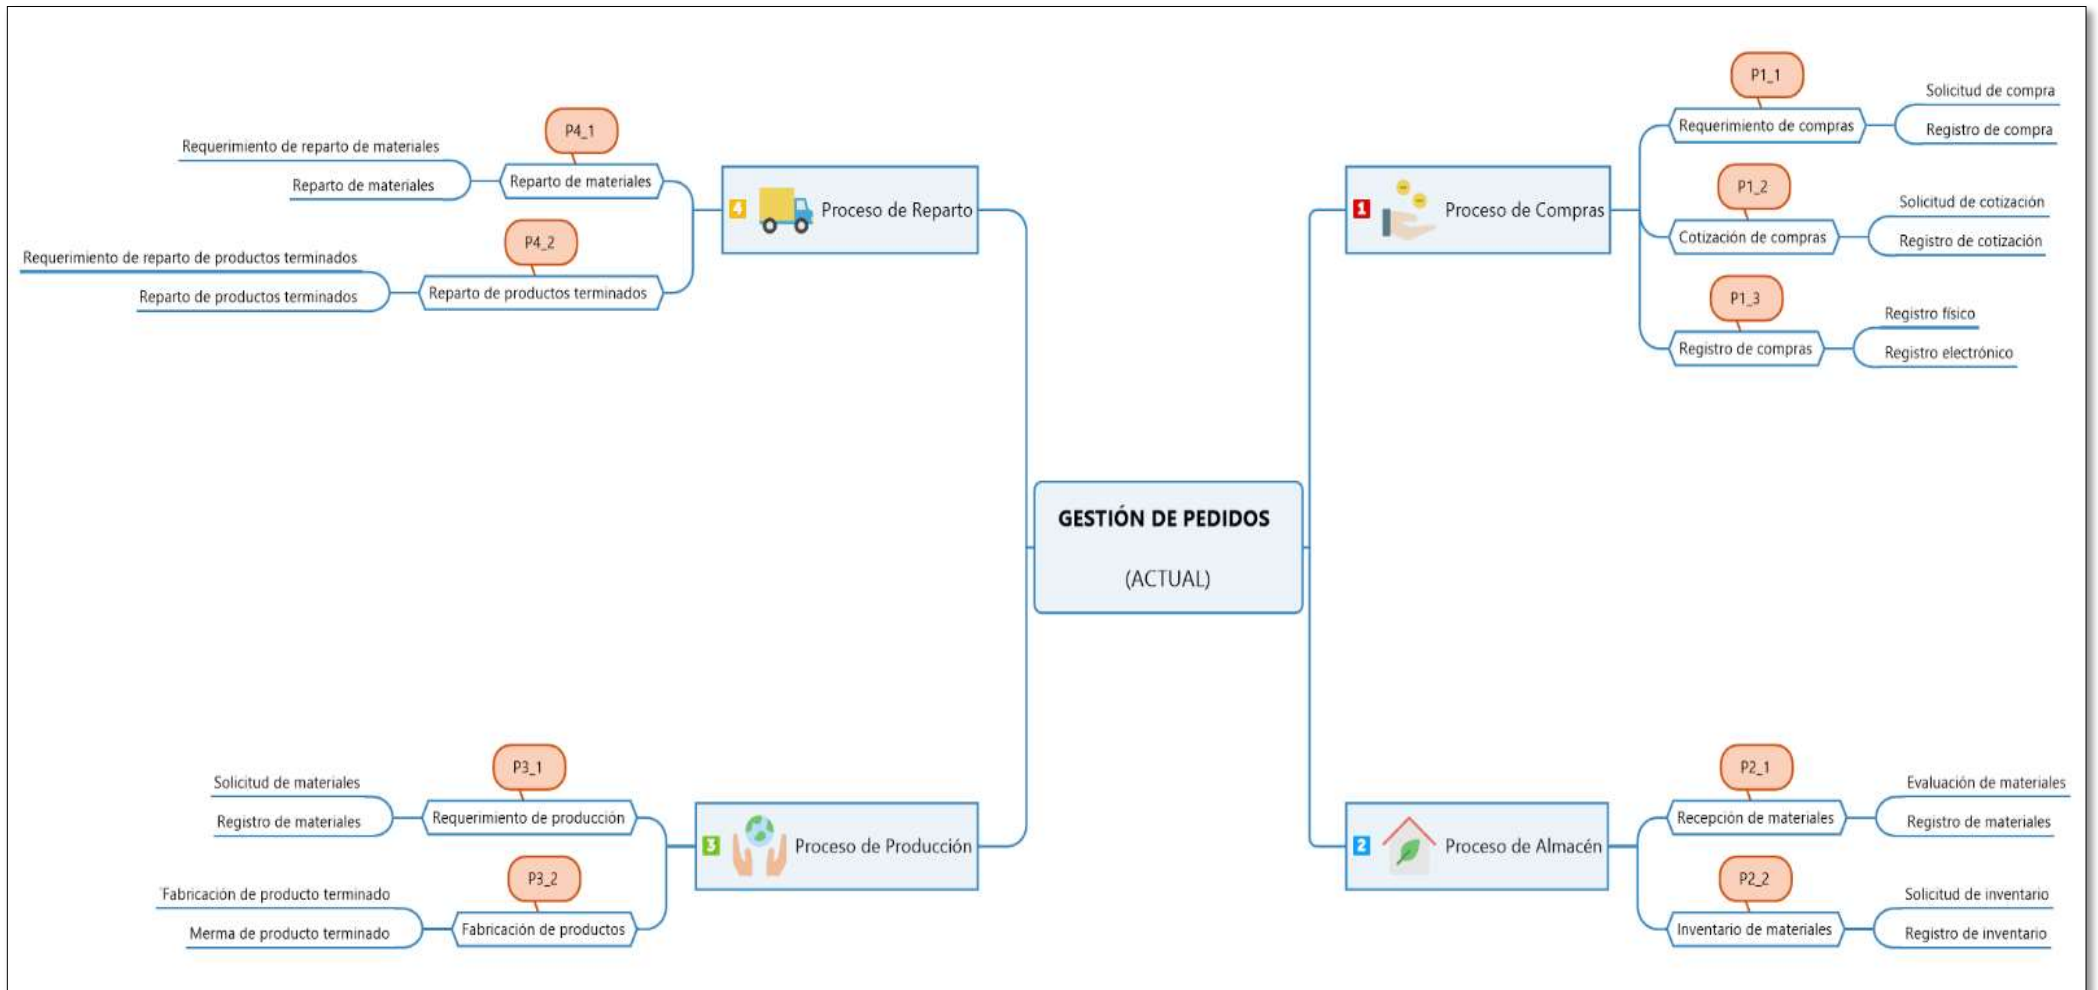 GESTIÓN DE PEDIDOS
(ACTUAL)
1 Proceso de Compras
P1_1
Requerimiento de compras
Solicitud de compra
Registro de compra
P1_2
Cotización de compras
Solicitud de cotización
Registro de cotización
P1_3
Registro de compras
Registro físico
Registro electrónico
2 Proceso de Almacén
P2_1
Recepción de materiales
Evaluación de materiales
Registro de materiales
P2_2
Inventario de materiales
Solicitud de inventario
Registro de inventario
3 Proceso de Producción
P3_1
Requerimiento de producción
Solicitud de materiales
Registro de materiales
P3_2
Fabricación de productos
Fabricación de producto terminado
Merma de producto terminado
4 Proceso de Reparto
P4_1
Reparto de materiales
Requerimiento de reparto de materiales
Reparto de materiales
P4_2
Reparto de productos terminados
Requerimiento de reparto de productos terminados
Reparto de productos terminados